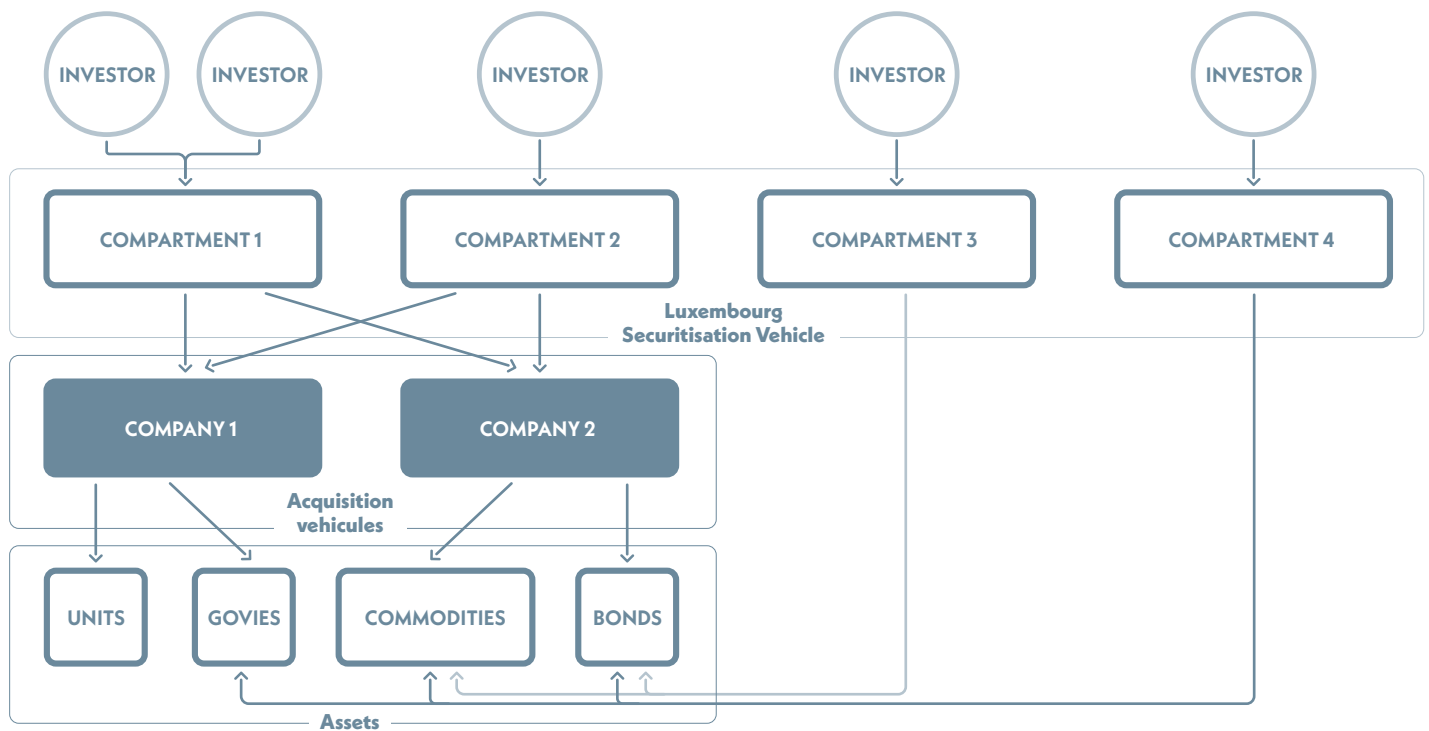 INVESTOR
INVESTOR
INVESTOR
INVESTOR
INVESTOR
COMPARTMENT 1
COMPARTMENT 2
COMPARTMENT 3
COMPARTMENT 4
Luxembourg
Securitisation Vehicle
COMPANY 1
COMPANY 2
Acquisition
vehicules
UNITS
GOVIES
COMMODITIES
BONDS
Assets